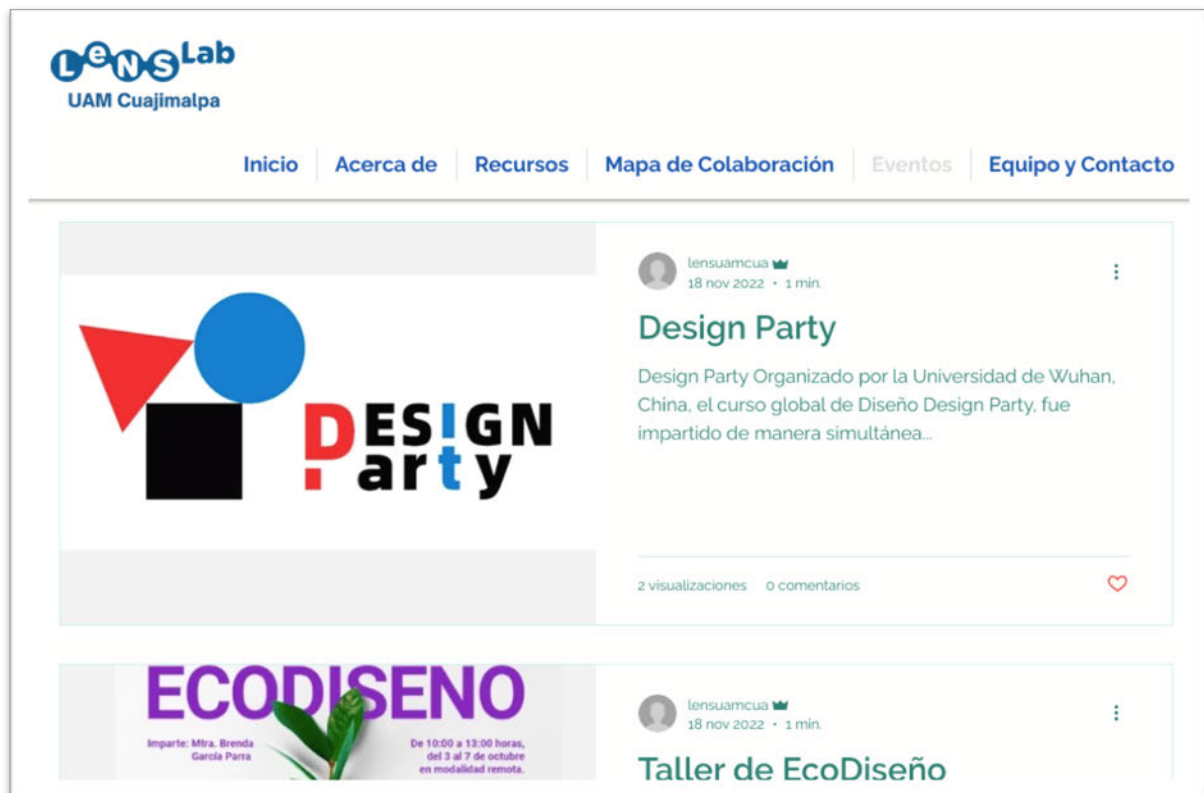 LeNSLab
UAM Cuajimalpa
Inicio
Acerca de
Recursos
Mapa de Colaboración
Eventos
Equipo y Contacto
DESIGN
Party
lensuamcua
18 nov 2022 • 1 min.
Design Party
Design Party Organizado por la Universidad de Wuhan,
China, el curso global de Diseño Design Party, fue
impartido de manera simultánea...
2 visualizaciones 0 comentarios
ECODISENO
Imparte: Mtra. Brenda
García Parra
De 10:00 a 13:00 horas,
del 3 al 7 de octubre
en modalidad remota.
lensuamcua
18 nov 2022 • 1 min.
Taller de EcoDiseño